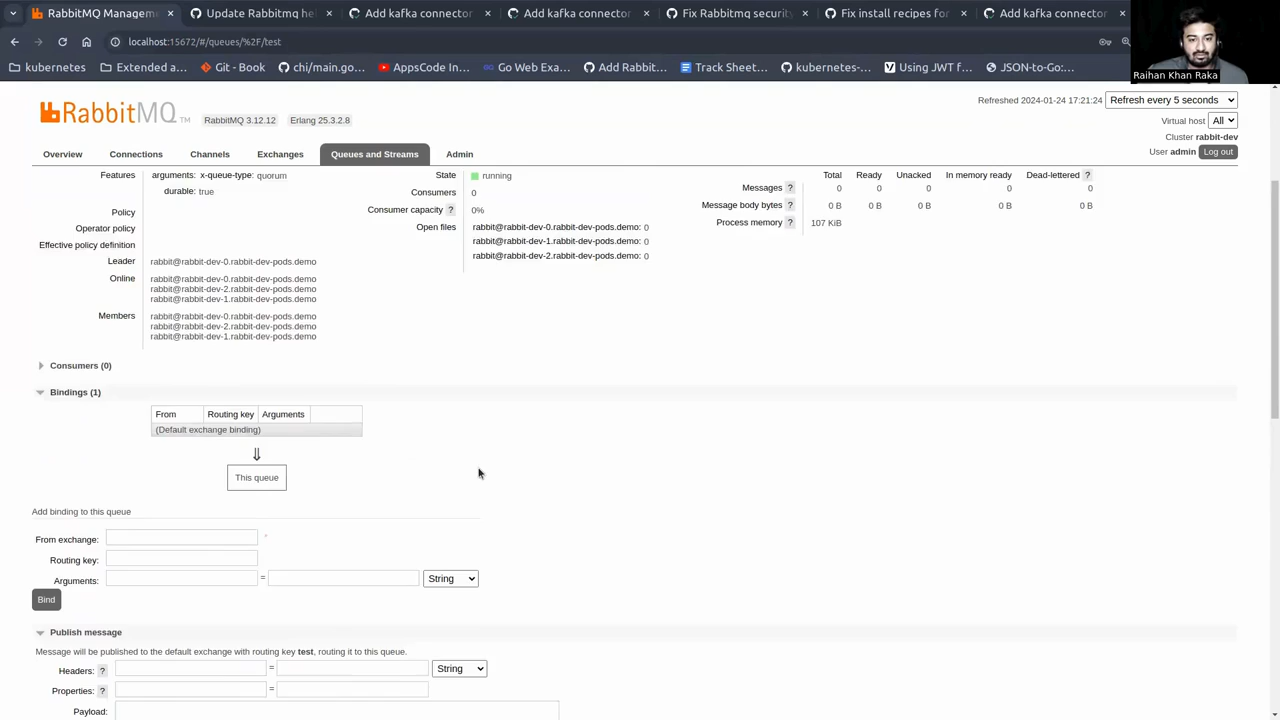 RabbitMQ Manageme
Update Rabbitmq he
Add kafka connector
Add kafka connector
Fix Rabbitmq security
Fix install recipes for
Add kafka connector
localhost:15672/#/queues/%2F/test
kubernetes
Extended a...
Git - Book
chi/main.go...
AppsCode In...
Web Exa...
Add Rabbit...
Track Sheet...
kubernetes-...
Using JWT f...
JSON-to-Go:...
Raihan Khan Raka
RabbitMQ TM
RabbitMQ 3.12.12
Erlang 25.3.2.8
Refreshed 2024-01-24 17:21:24
Refresh every 5 seconds
Virtual host All
Cluster rabbit-dev
User admin Log out
Overview
Connections
Channels
Exchanges
Queues and Streams
Admin
Features
arguments: x-queue-type: quorum
durable: true
Policy
Operator policy
Effective policy definition
Leader rabbit@rabbit-dev-0.rabbit-dev-pods.demo
Online rabbit@rabbit-dev-0.rabbit-dev-pods.demo
rabbit@rabbit-dev-2.rabbit-dev-pods.demo
rabbit@rabbit-dev-1.rabbit-dev-pods.demo
Members rabbit@rabbit-dev-0.rabbit-dev-pods.demo
rabbit@rabbit-dev-2.rabbit-dev-pods.demo
rabbit@rabbit-dev-1.rabbit-dev-pods.demo
State running
Consumers 0
Consumer capacity ? 0%
Open files rabbit@rabbit-dev-0.rabbit-dev-pods.demo: 0
rabbit@rabbit-dev-1.rabbit-dev-pods.demo: 0
rabbit@rabbit-dev-2.rabbit-dev-pods.demo: 0
Total Ready Unacked In memory ready Dead-lettered ?
Messages ? 0 0 0 0 0
Message body bytes ? 0 B 0 B 0 B 0 B 0 B
Process memory ? 107 KiB
Consumers (0)
Bindings (1)
From Routing key Arguments
(Default exchange binding)
⇓
This queue
Add binding to this queue
From exchange: *
Routing key:
Arguments: = String
Bind
Publish message
Message will be published to the default exchange with routing key test, routing it to this queue.
Headers: ? = String
Properties: ? =
Payload: